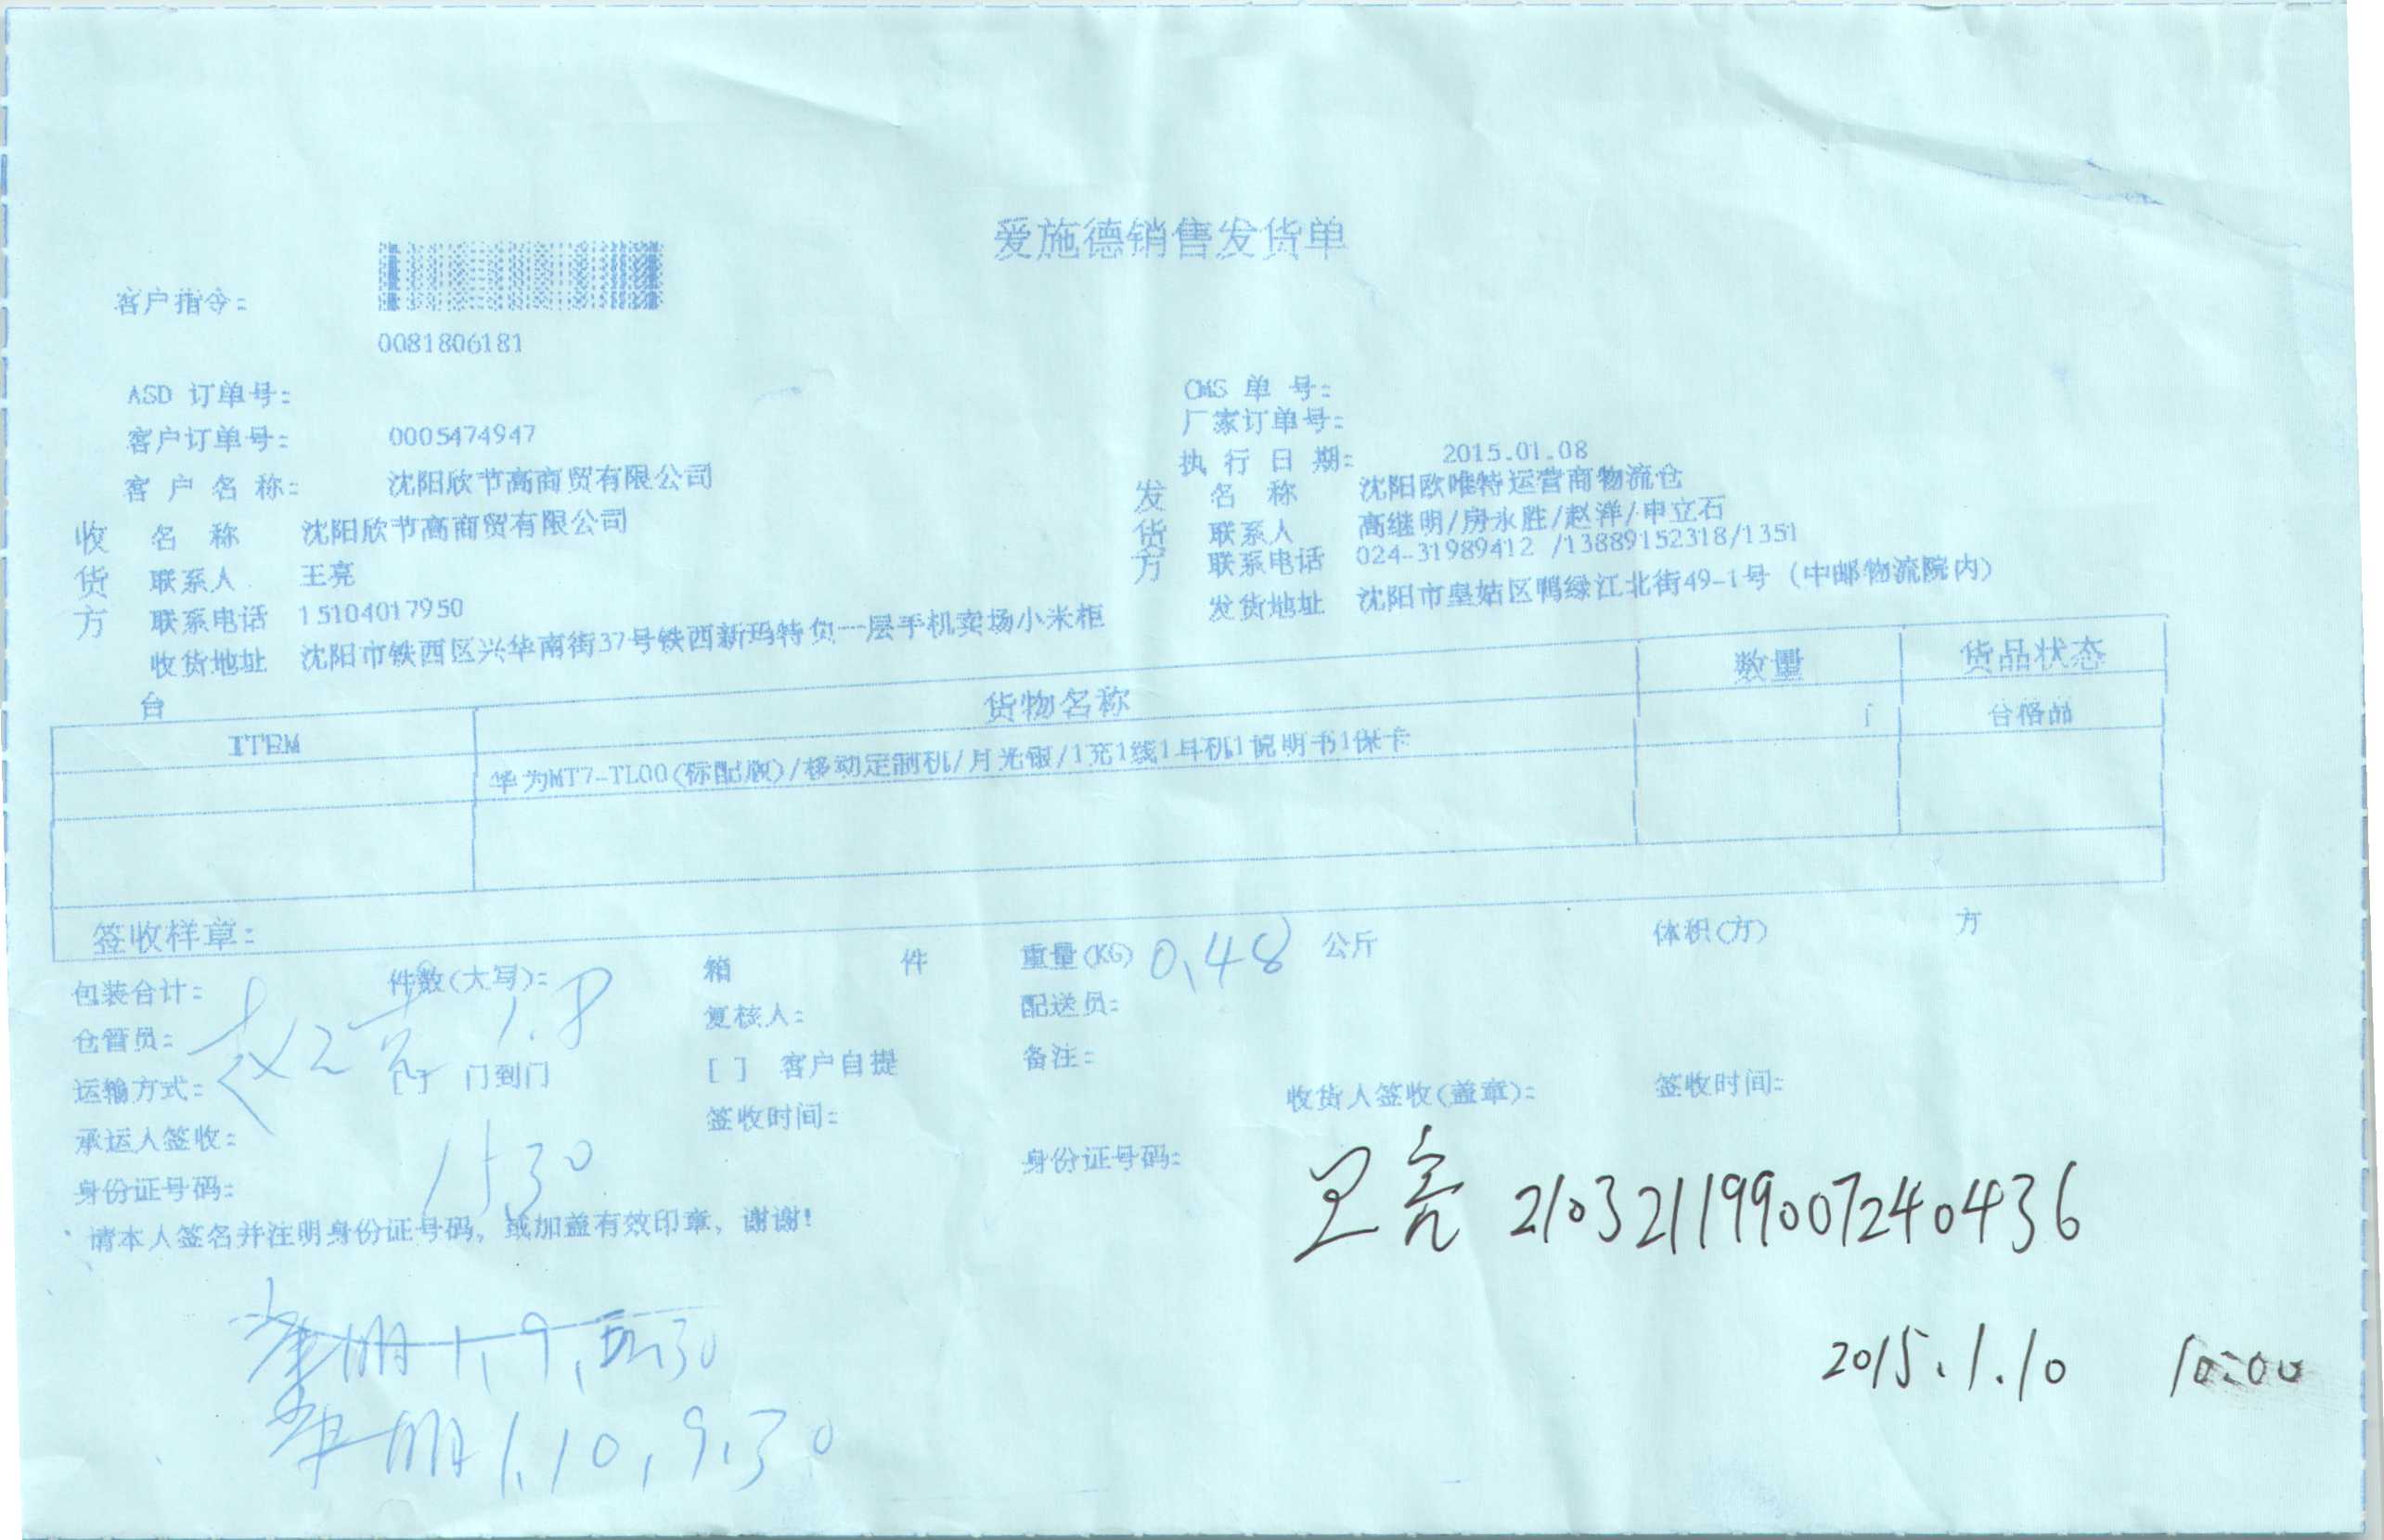 爱施德销售发货单
客户指令:
0081806181
ASD 订单号:
CMS 单 号:
厂家订单号:
客户订单号: 0005474947
执 行 日 期: 2015.01.08
客 户 名 称: 沈阳欣节高商贸有限公司
发货方 名 称 沈阳欧唯特运营商物流仓
收货方 名 称 沈阳欣节高商贸有限公司
联系人 高继明/房永胜/赵洋/申立石
联系人 王亮
联系电话 024-31989412 /13889152318/1351
联系电话 15104017950
发货地址 沈阳市皇姑区鸭绿江北街49-1号 (中邮物流院内)
收货地址 沈阳市铁西区兴华南街37号铁西新玛特负一层手机卖场小米柜
台
ITEM 货物名称 数量 货品状态
华为MT7-TL00(标配版)/移动定制机/月光银/1充1线1耳机1说明书1保卡 1 合格品
签收样章:
包装合计: 件数(大写): 箱 件 重量(KG) 0.48 公斤 体积(方) 方
仓管员: 1.8 复核人: 配送员:
运输方式: [ ] 门到门 [ ] 客户自提 备注:
承运人签收: 签收时间: 收货人签收(盖章): 签收时间:
身份证号码: 1530 身份证号码:
王亮 210321199007240436
请本人签名并注明身份证号码, 或加盖有效印章, 谢谢!
2015.1.10 10:00
1.10, 9.30